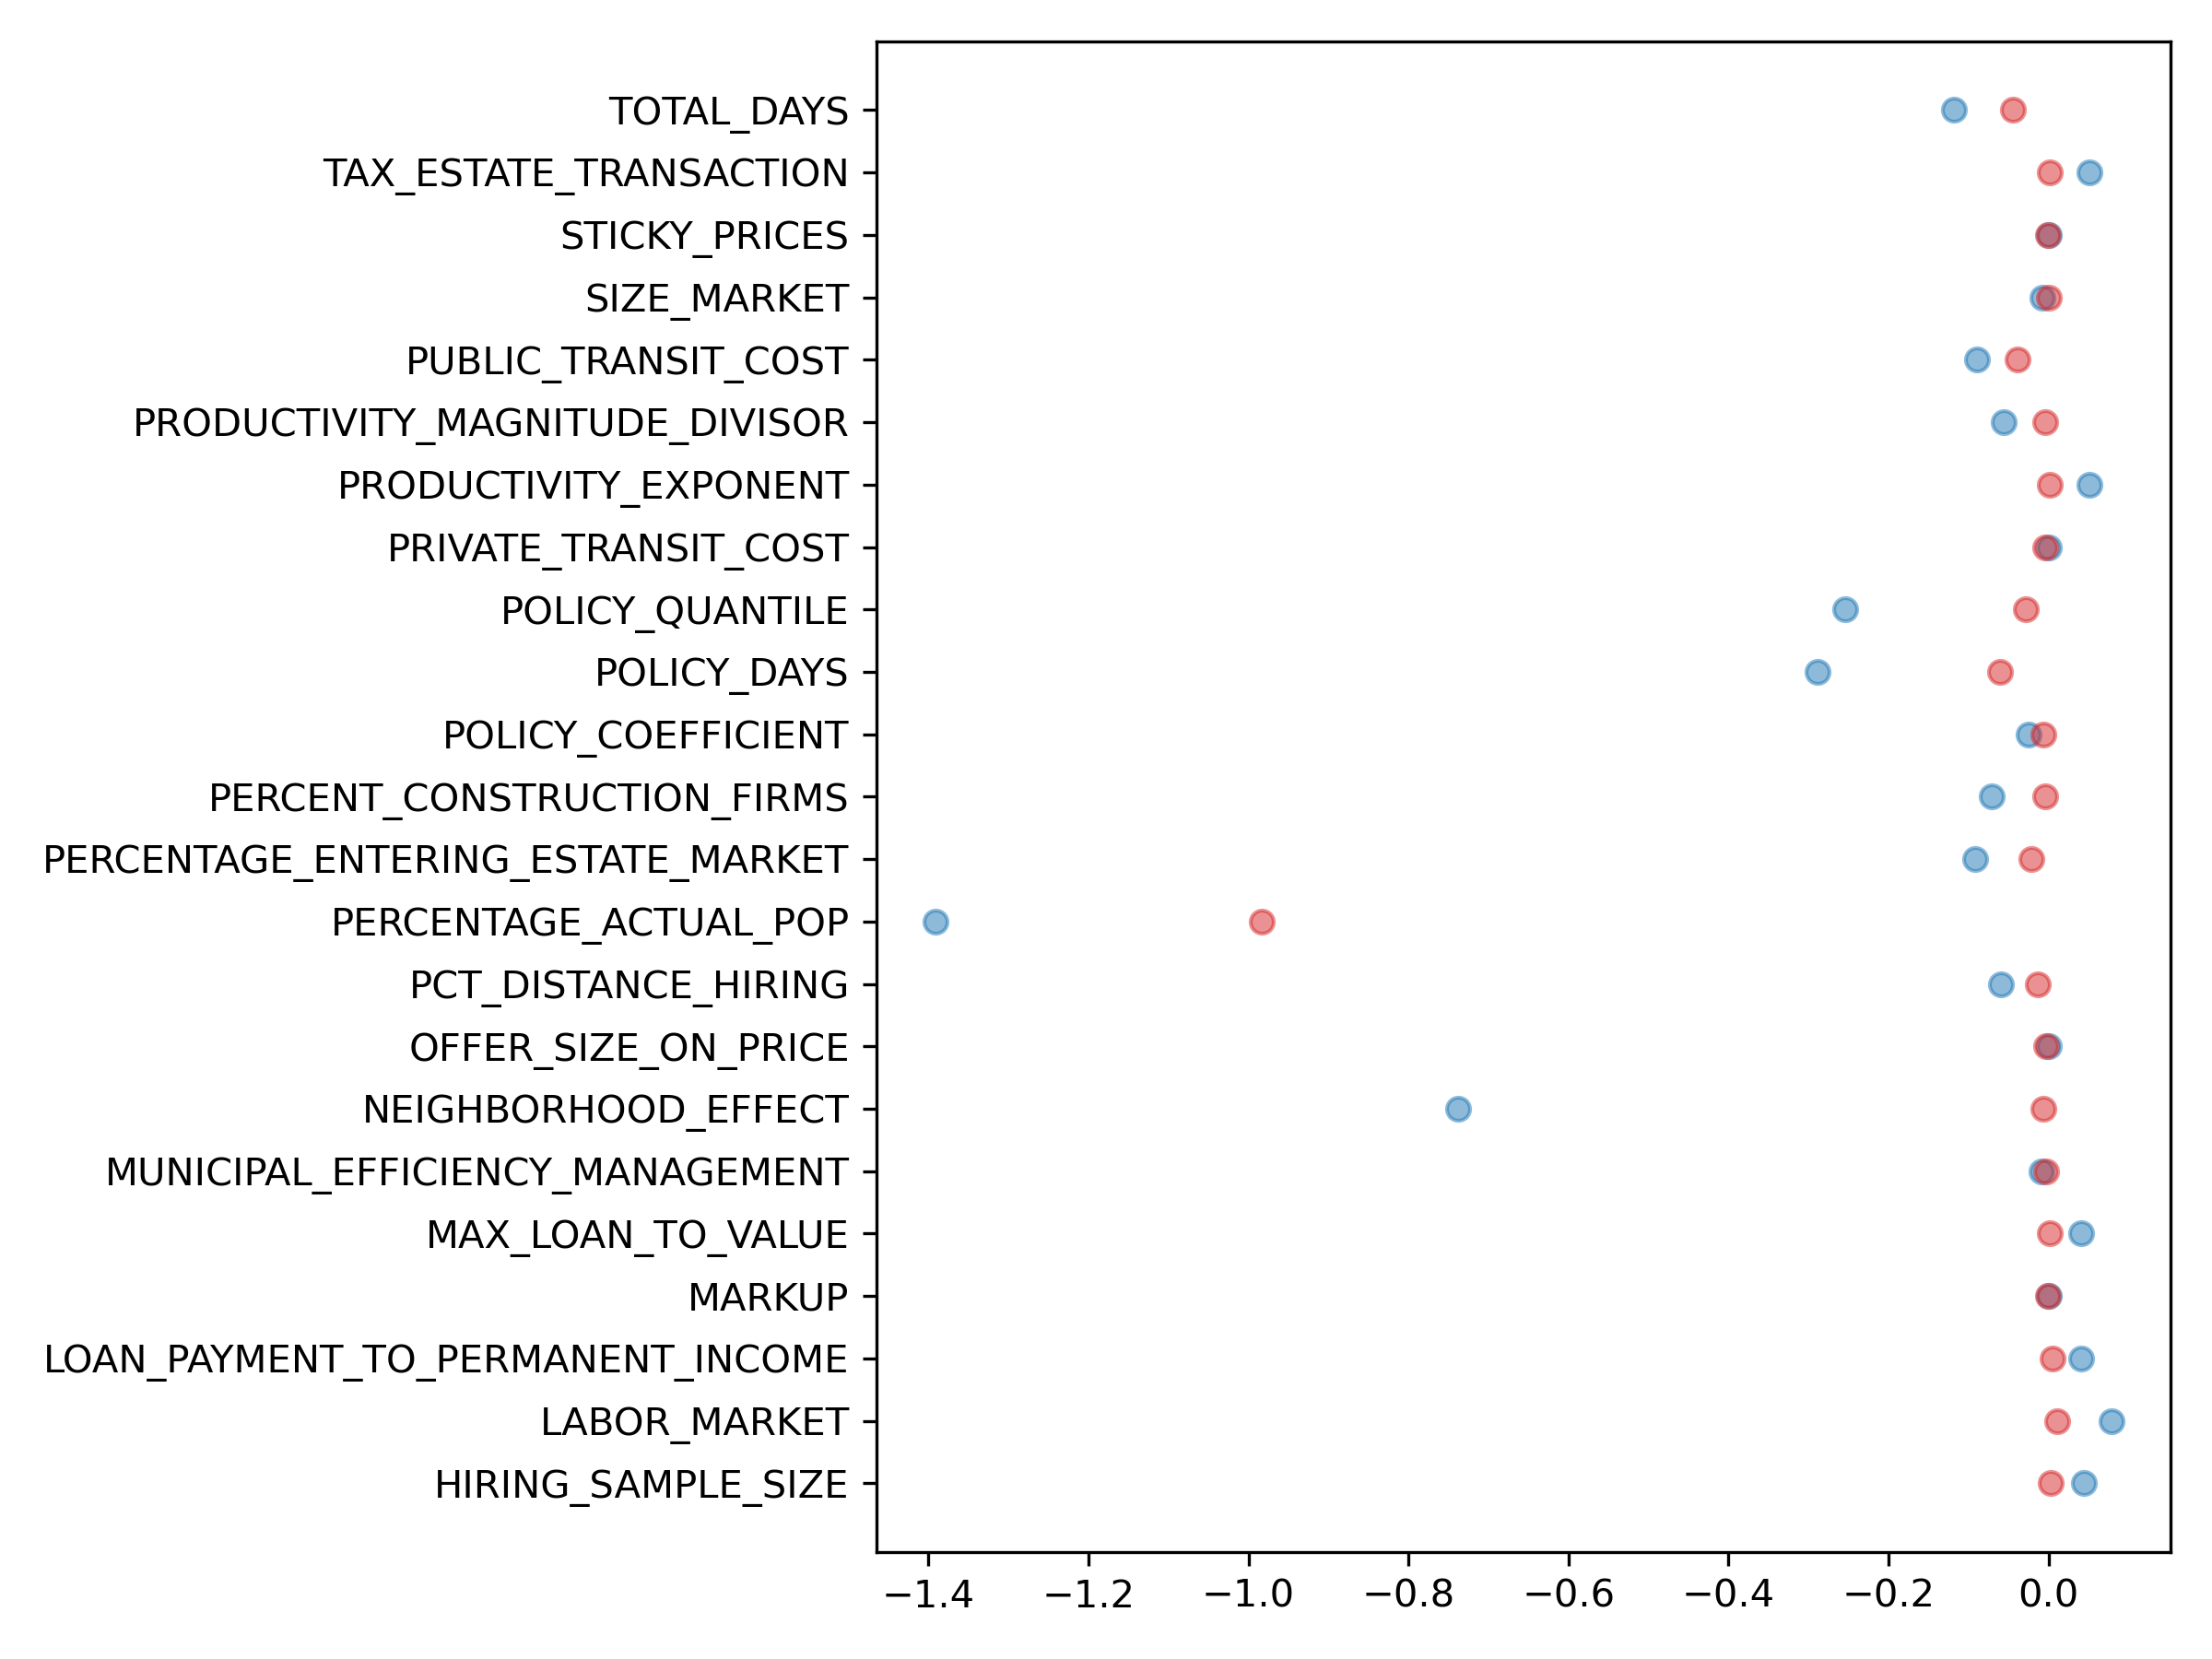 TOTAL_DAYS
TAX_ESTATE_TRANSACTION
STICKY_PRICES
SIZE_MARKET
PUBLIC_TRANSIT_COST
PRODUCTIVITY_MAGNITUDE_DIVISOR
PRODUCTIVITY_EXPONENT
PRIVATE_TRANSIT_COST
POLICY_QUANTILE
POLICY_DAYS
POLICY_COEFFICIENT
PERCENT_CONSTRUCTION_FIRMS
PERCENTAGE_ENTERING_ESTATE_MARKET
PERCENTAGE_ACTUAL_POP
PCT_DISTANCE_HIRING
OFFER_SIZE_ON_PRICE
NEIGHBORHOOD_EFFECT
MUNICIPAL_EFFICIENCY_MANAGEMENT
MAX_LOAN_TO_VALUE
MARKUP
LOAN_PAYMENT_TO_PERMANENT_INCOME
LABOR_MARKET
HIRING_SAMPLE_SIZE
−1.4 −1.2 −1.0 −0.8 −0.6 −0.4 −0.2 0.0